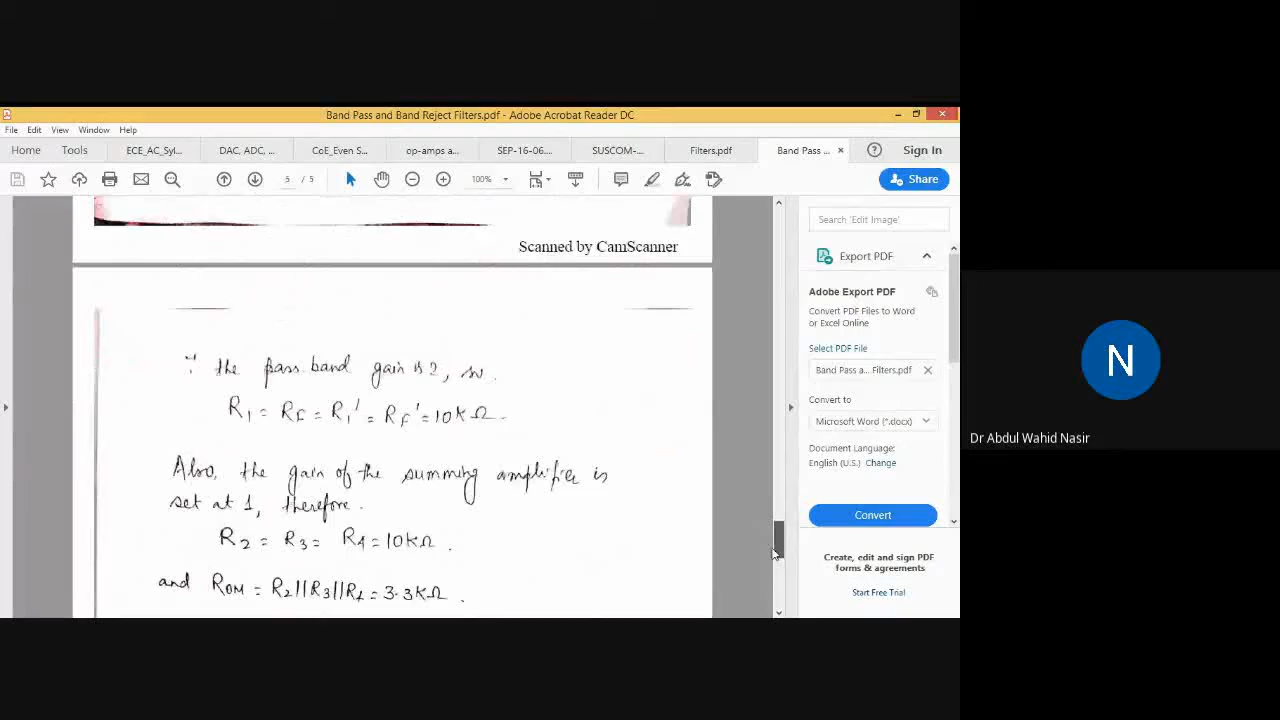 Band Pass and Band Reject Filters.pdf - Adobe Acrobat Reader DC
File Edit View Window Help
Home Tools ECE_AC_Syl... DAC, ADC, ... CoE_Even S... op-amps a... SEP-16-06.... SUSCOM-... Filters.pdf Band Pass ... × ? Sign In
5 / 5 100% Share
Scanned by CamScanner
∵ the pass band gain is 2, so.
R1 = RF = R1' = RF' = 10KΩ.
Also, the gain of the summing amplifier is
set at 1, therefore.
R2 = R3 = R4 = 10KΩ.
and ROM = R2||R3||R4 = 3.3KΩ.
Search 'Edit Image'
Export PDF
Adobe Export PDF
Convert PDF Files to Word
or Excel Online
Select PDF File
Band Pass a... Filters.pdf
Convert to
Microsoft Word (*.docx)
Document Language:
English (U.S.) Change
Convert
Create, edit and sign PDF
forms & agreements
Start Free Trial
N
Dr Abdul Wahid Nasir